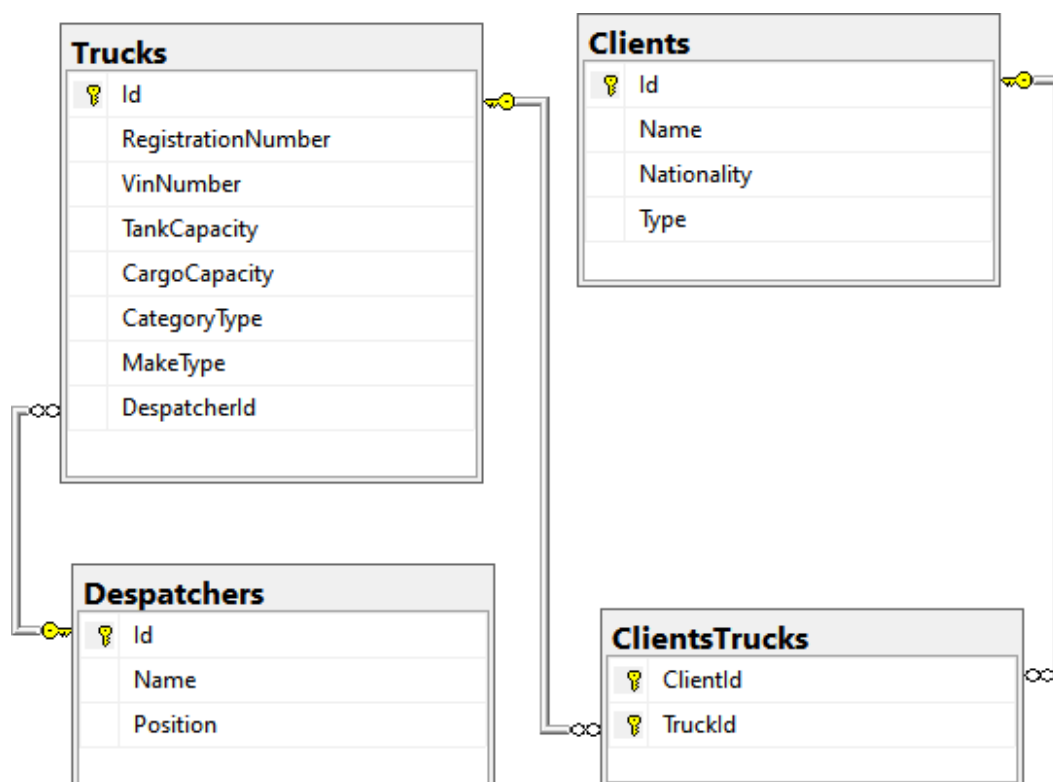 Trucks
Id
RegistrationNumber
VinNumber
TankCapacity
CargoCapacity
CategoryType
MakeType
DespatcherId
Clients
Id
Name
Nationality
Type
Despatchers
Id
Name
Position
ClientsTrucks
ClientId
TruckId